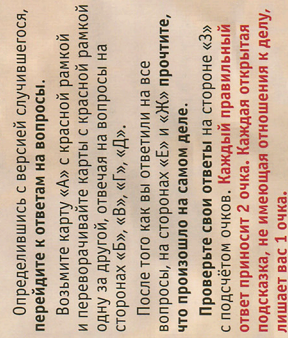 Определившись с версией случившегося,
перейдите к ответам на вопросы.
Возьмите карту «А» с красной рамкой
и переворачивайте карты с красной рамкой
одну за другой, отвечая на вопросы на
сторонах «Б», «В», «Г», «Д».
После того как вы ответили на все
вопросы, на сторонах «Е» и «Ж» прочтите,
что произошло на самом деле.
Проверьте свои ответы на стороне «З»
с подсчётом очков. Каждый правильный
ответ приносит 2 очка. Каждая открытая
подсказка, не имеющая отношения к делу,
лишает вас 1 очка.